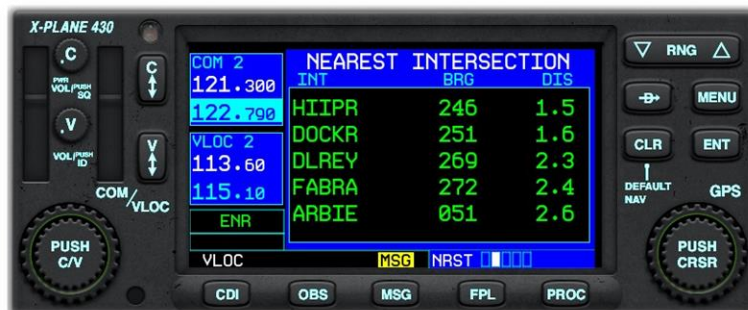 X-PLANE 430
.C
PWR
VOL/PUSH
SQ
.V
VOL/PUSH
ID
C
V
COM/VLOC
PUSH
C/V
COM 2
121.300
122.790
VLOC 2
113.60
115.10
ENR
VLOC
MSG
NRST
NEAREST INTERSECTION
INT BRG DIS
HIIPR 246 1.5
DOCKR 251 1.6
DLREY 269 2.3
FABRA 272 2.4
ARBIE 051 2.6
RNG
D
MENU
CLR
ENT
DEFAULT
NAV
GPS
PUSH
CRSR
CDI
OBS
MSG
FPL
PROC